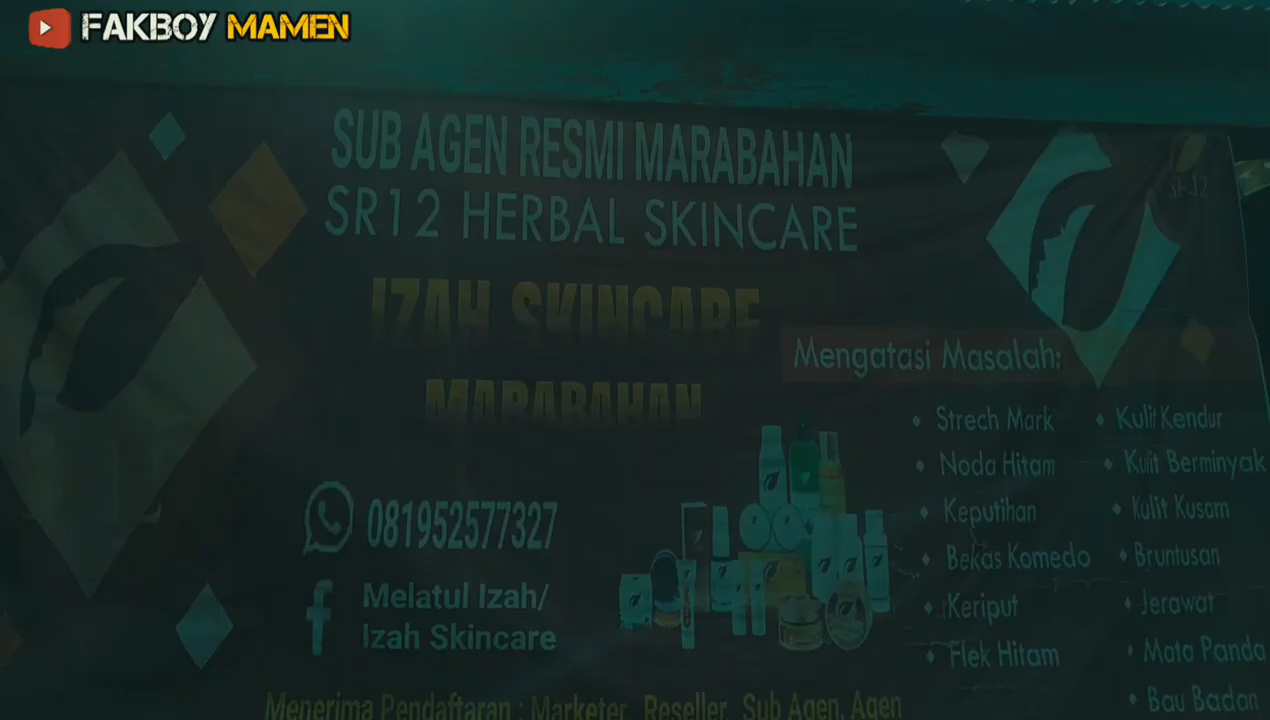 FAKBOY MAMEN
SUB AGEN RESMI MARABAHAN
SR12 HERBAL SKINCARE
IZAH SKINCARE
MARABAHAN
Mengatasi Masalah:
Strech Mark
Noda Hitam
Keputihan
Bekas Komedo
Keriput
Flek Hitam
Kulit Kendur
Kulit Berminyak
Kulit Kusam
Bruntusan
Jerawat
Mata Panda
Bau Badan
081952577327
Melatul Izah/
Izah Skincare
Menerima Pendaftaran : Marketer, Reseller, Sub Agen, Agen
SR12